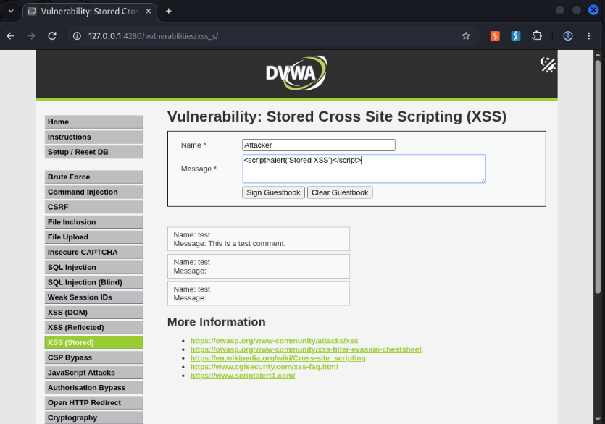 Vulnerability: Stored Cros
127.0.0.1:4280/vulnerabilities/xss_s/
DVWA
Home
Instructions
Setup / Reset DB
Brute Force
Command Injection
CSRF
File Inclusion
File Upload
Insecure CAPTCHA
SQL Injection
SQL Injection (Blind)
Weak Session IDs
XSS (DOM)
XSS (Reflected)
XSS (Stored)
CSP Bypass
JavaScript Attacks
Authorisation Bypass
Open HTTP Redirect
Cryptography
Vulnerability: Stored Cross Site Scripting (XSS)
Name * Attacker
Message * <script>alert('Stored XSS')</script>
Sign Guestbook Clear Guestbook
Name: test
Message: This is a test comment.
Name: test
Message:
Name: test
Message:
More Information
https://owasp.org/www-community/attacks/xss
https://owasp.org/www-community/xss-filter-evasion-cheatsheet
https://en.wikipedia.org/wiki/Cross-site_scripting
https://www.cgisecurity.com/xss-faq.html
https://www.scriptalert1.com/